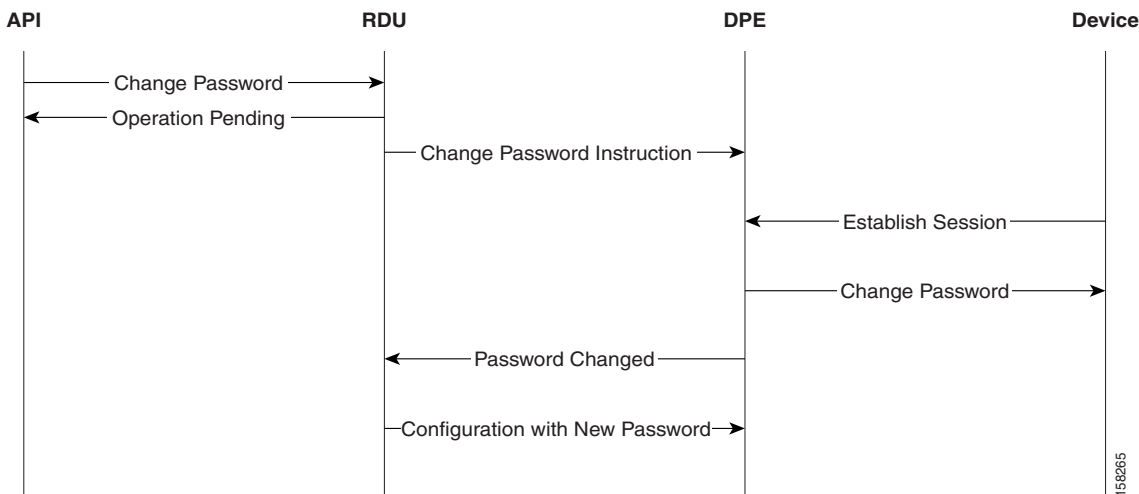 API RDU DPE Device
Change Password
Operation Pending
Change Password Instruction
Establish Session
Change Password
Password Changed
Configuration with New Password
158265